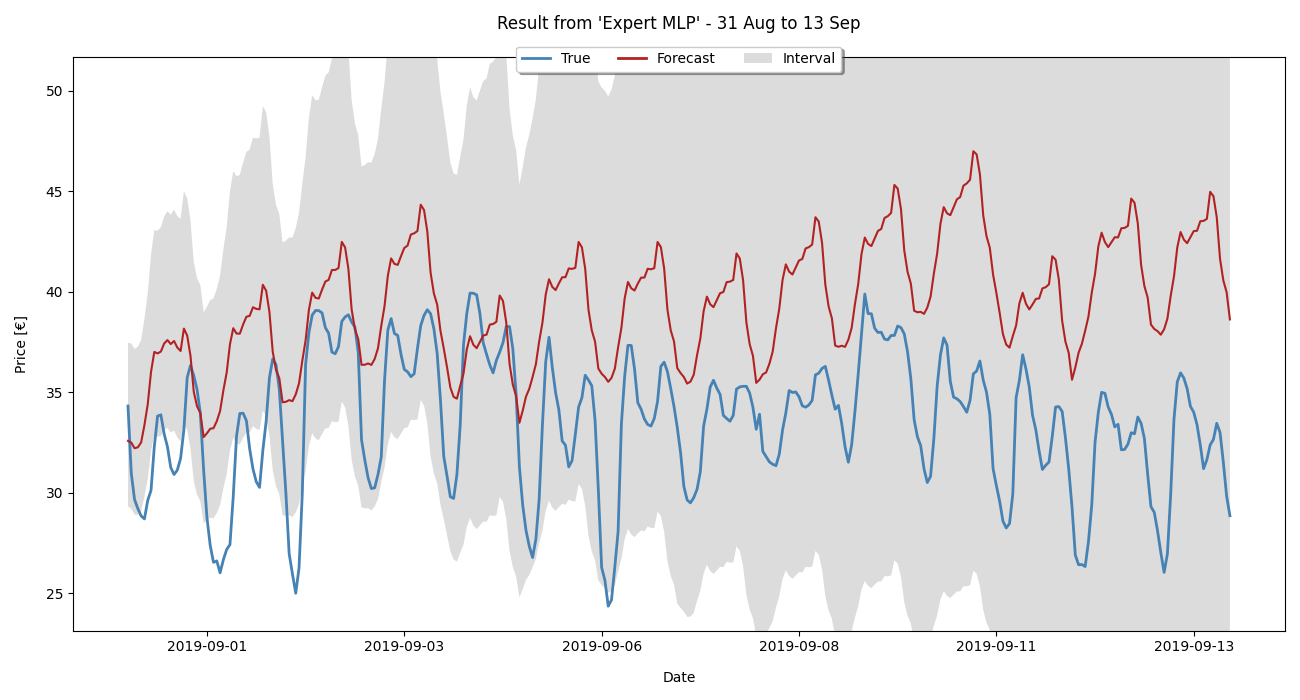 Result from 'Expert MLP' - 31 Aug to 13 Sep
True Forecast Interval
50
45
40
35
30
25
Price [€]
2019-09-01 2019-09-03 2019-09-06 2019-09-08 2019-09-11 2019-09-13
Date